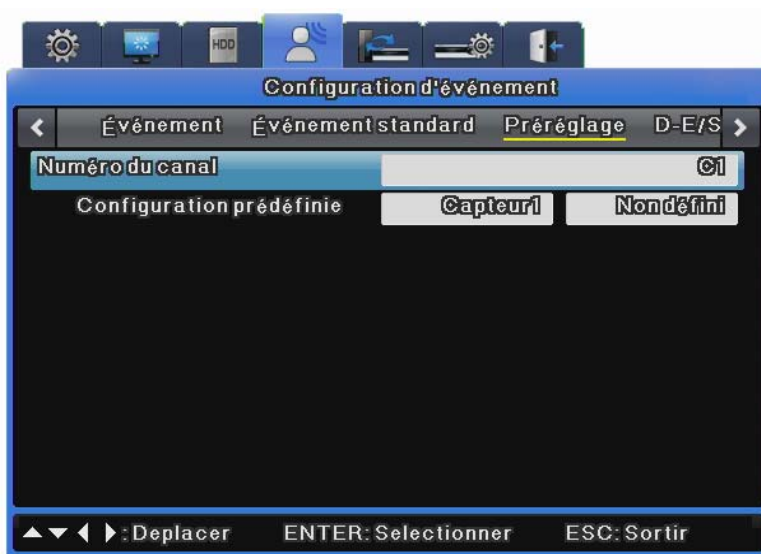 HDD
Configuration d'événement
Événement Événement standard Préréglage D-E/S
Numéro du canal C1
Configuration prédéfinie Capteur1 Non défini
:Deplacer ENTER:Selectionner ESC:Sortir